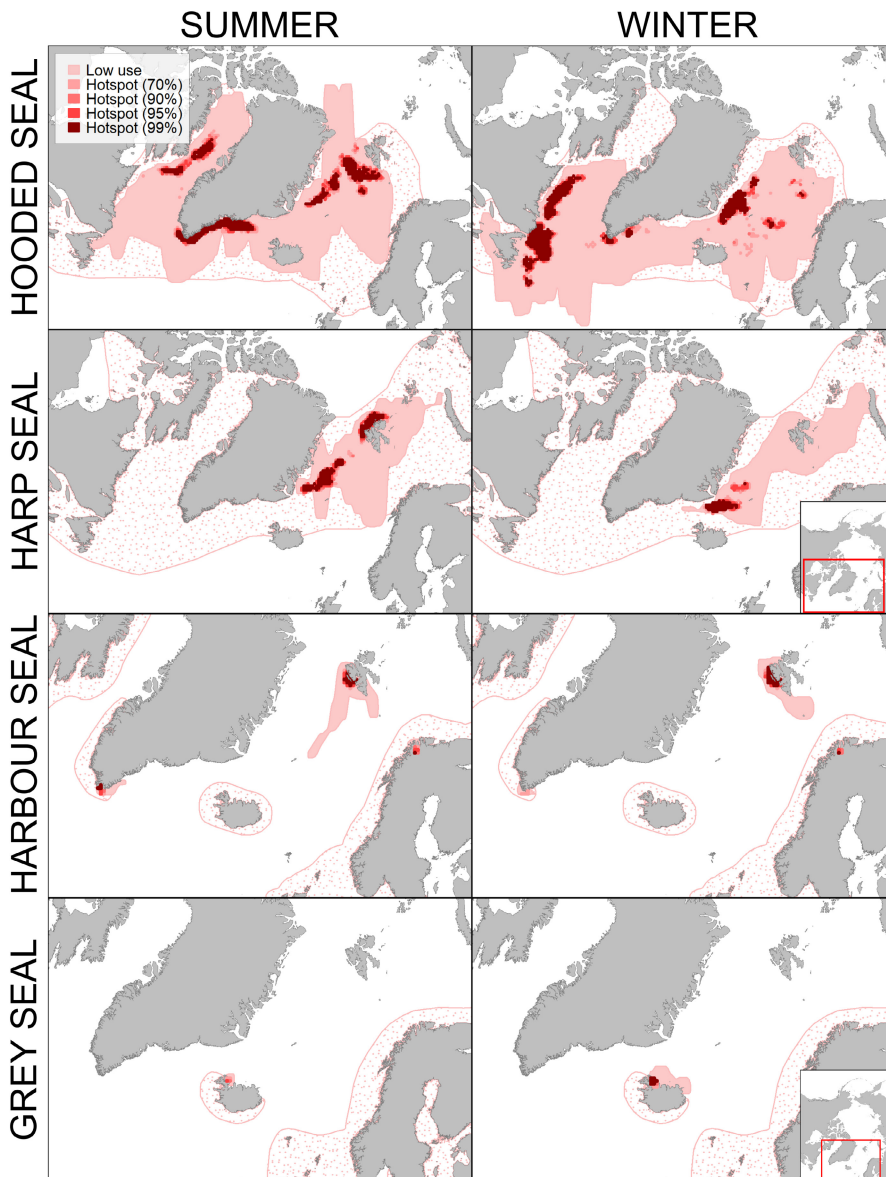 SUMMER
WINTER
HOODED SEAL
Low use
Hotspot (70%)
Hotspot (90%)
Hotspot (95%)
Hotspot (99%)
HARP SEAL
HARBOUR SEAL
GREY SEAL